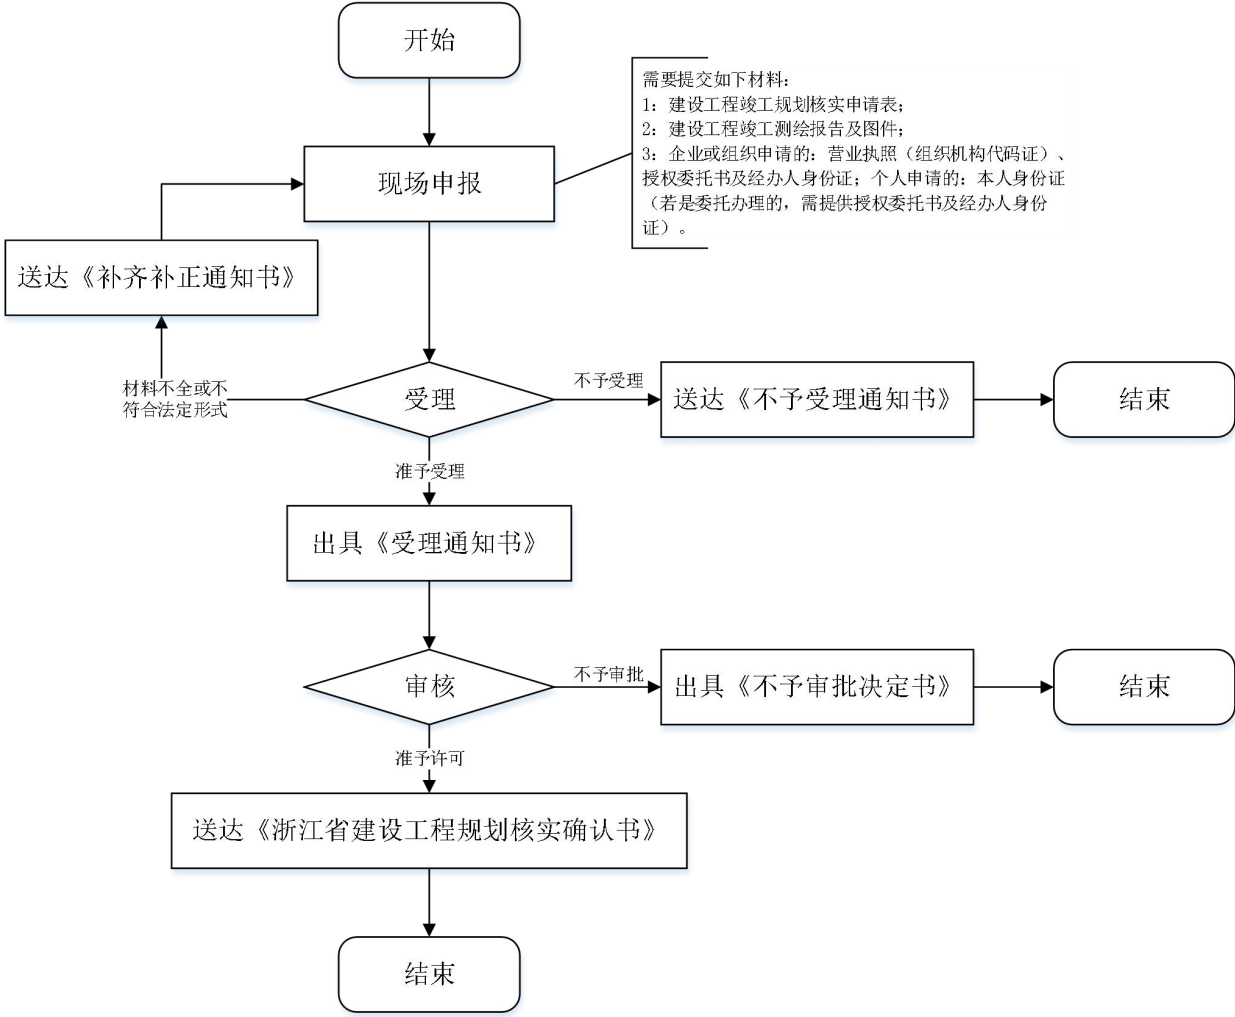 开始
需要提交如下材料：
1：建设工程竣工规划核实申请表；
2：建设工程竣工测绘报告及图件；
3：企业或组织申请的：营业执照（组织机构代码证）、
授权委托书及经办人身份证；个人申请的：本人身份证
（若是委托办理的，需提供授权委托书及经办人身份
证）。
现场申报
送达《补齐补正通知书》
材料不全或不
符合法定形式
受理
不予受理
送达《不予受理通知书》
结束
准予受理
出具《受理通知书》
审核
不予审批
出具《不予审批决定书》
结束
准予许可
送达《浙江省建设工程规划核实确认书》
结束